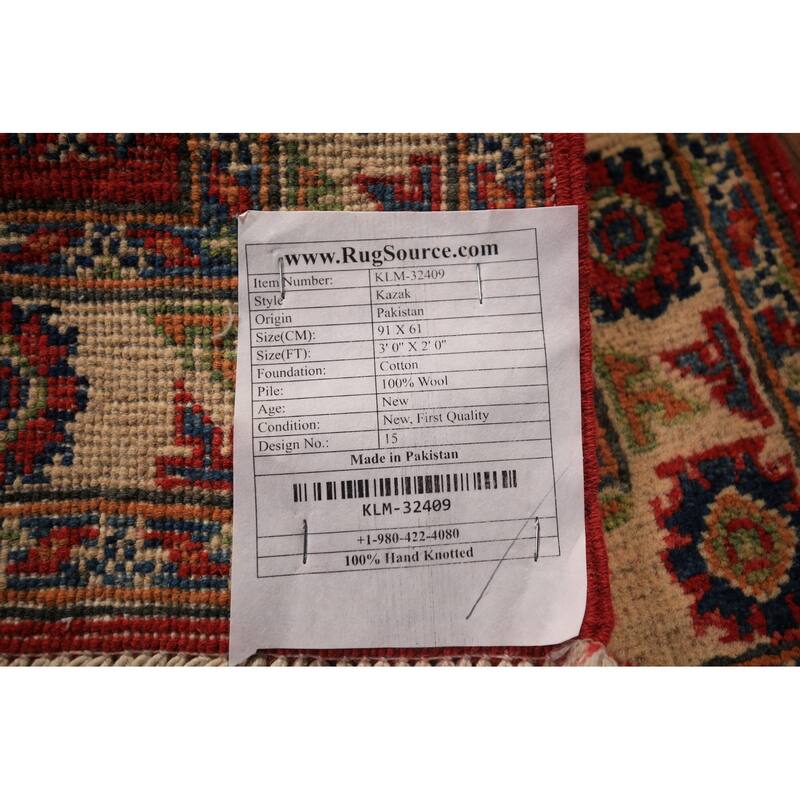 www.RugSource.com
Item Number: KLM-32409
Style Kazak
Origin Pakistan
Size(CM): 91 X 61
Size(FT): 3' 0" X 2' 0"
Foundation: Cotton
Pile: 100% Wool
Age: New
Condition: New, First Quality
Design No.: 15
Made in Pakistan
KLM-32409
+1-980-422-4080
100% Hand Knotted